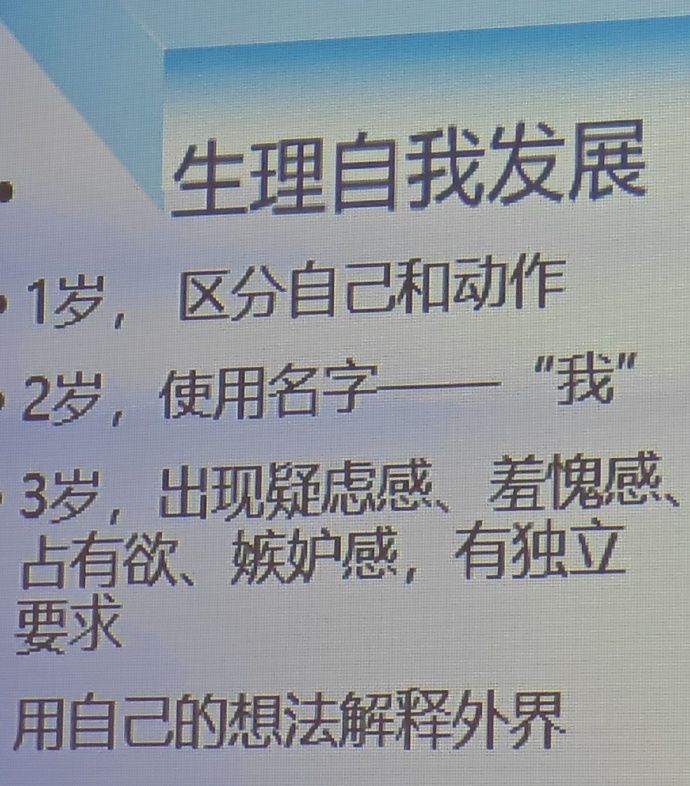 生理自我发展
1岁， 区分自己和动作
2岁，使用名字——“我”
3岁，出现疑虑感、羞愧感、
占有欲、嫉妒感，有独立
要求
用自己的想法解释外界